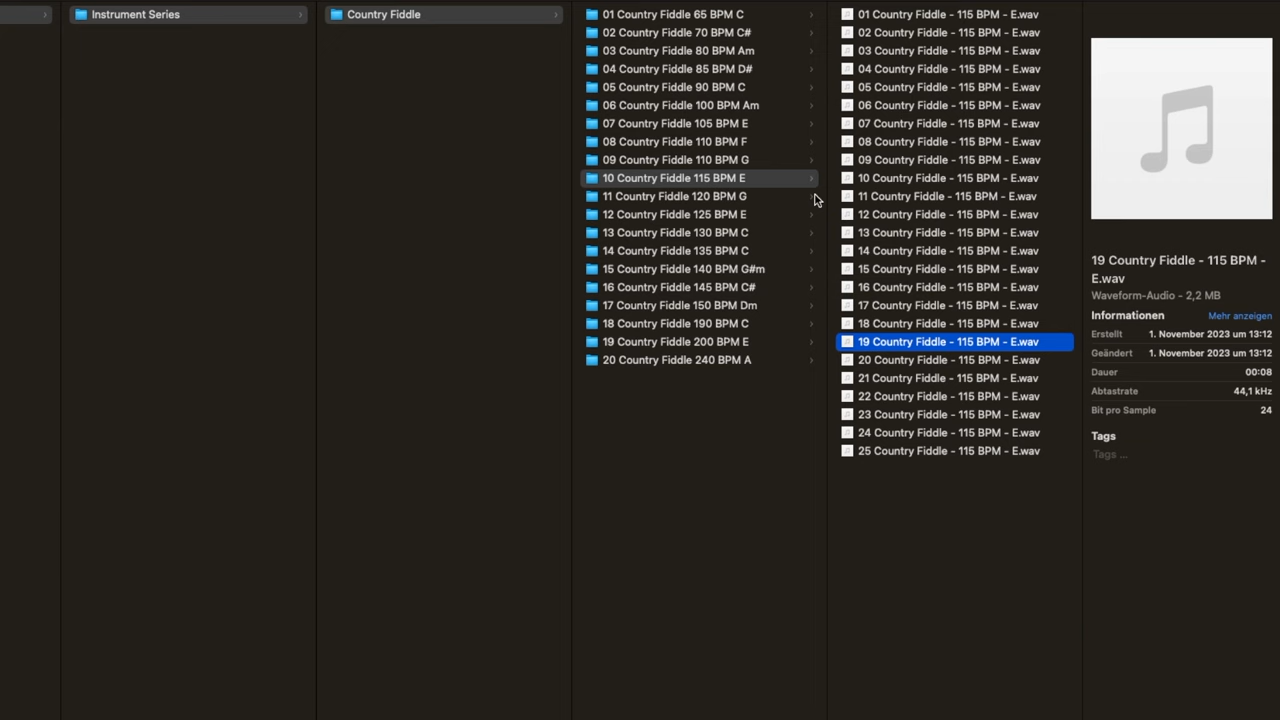 Instrument Series
Country Fiddle
01 Country Fiddle 65 BPM C
02 Country Fiddle 70 BPM C#
03 Country Fiddle 80 BPM Am
04 Country Fiddle 85 BPM D#
05 Country Fiddle 90 BPM C
06 Country Fiddle 100 BPM Am
07 Country Fiddle 105 BPM E
08 Country Fiddle 110 BPM F
09 Country Fiddle 110 BPM G
10 Country Fiddle 115 BPM E
11 Country Fiddle 120 BPM G
12 Country Fiddle 125 BPM E
13 Country Fiddle 130 BPM C
14 Country Fiddle 135 BPM C
15 Country Fiddle 140 BPM G#m
16 Country Fiddle 145 BPM C#
17 Country Fiddle 150 BPM Dm
18 Country Fiddle 190 BPM C
19 Country Fiddle 200 BPM E
20 Country Fiddle 240 BPM A
01 Country Fiddle - 115 BPM - E.wav
02 Country Fiddle - 115 BPM - E.wav
03 Country Fiddle - 115 BPM - E.wav
04 Country Fiddle - 115 BPM - E.wav
05 Country Fiddle - 115 BPM - E.wav
06 Country Fiddle - 115 BPM - E.wav
07 Country Fiddle - 115 BPM - E.wav
08 Country Fiddle - 115 BPM - E.wav
09 Country Fiddle - 115 BPM - E.wav
10 Country Fiddle - 115 BPM - E.wav
11 Country Fiddle - 115 BPM - E.wav
12 Country Fiddle - 115 BPM - E.wav
13 Country Fiddle - 115 BPM - E.wav
14 Country Fiddle - 115 BPM - E.wav
15 Country Fiddle - 115 BPM - E.wav
16 Country Fiddle - 115 BPM - E.wav
17 Country Fiddle - 115 BPM - E.wav
18 Country Fiddle - 115 BPM - E.wav
19 Country Fiddle - 115 BPM - E.wav
20 Country Fiddle - 115 BPM - E.wav
21 Country Fiddle - 115 BPM - E.wav
22 Country Fiddle - 115 BPM - E.wav
23 Country Fiddle - 115 BPM - E.wav
24 Country Fiddle - 115 BPM - E.wav
25 Country Fiddle - 115 BPM - E.wav
19 Country Fiddle - 115 BPM -
E.wav
Waveform-Audio - 2,2 MB
Informationen Mehr anzeigen
Erstellt 1. November 2023 um 13:12
Geändert 1. November 2023 um 13:12
Dauer 00:08
Abtastrate 44,1 kHz
Bit pro Sample 24
Tags
Tags ...